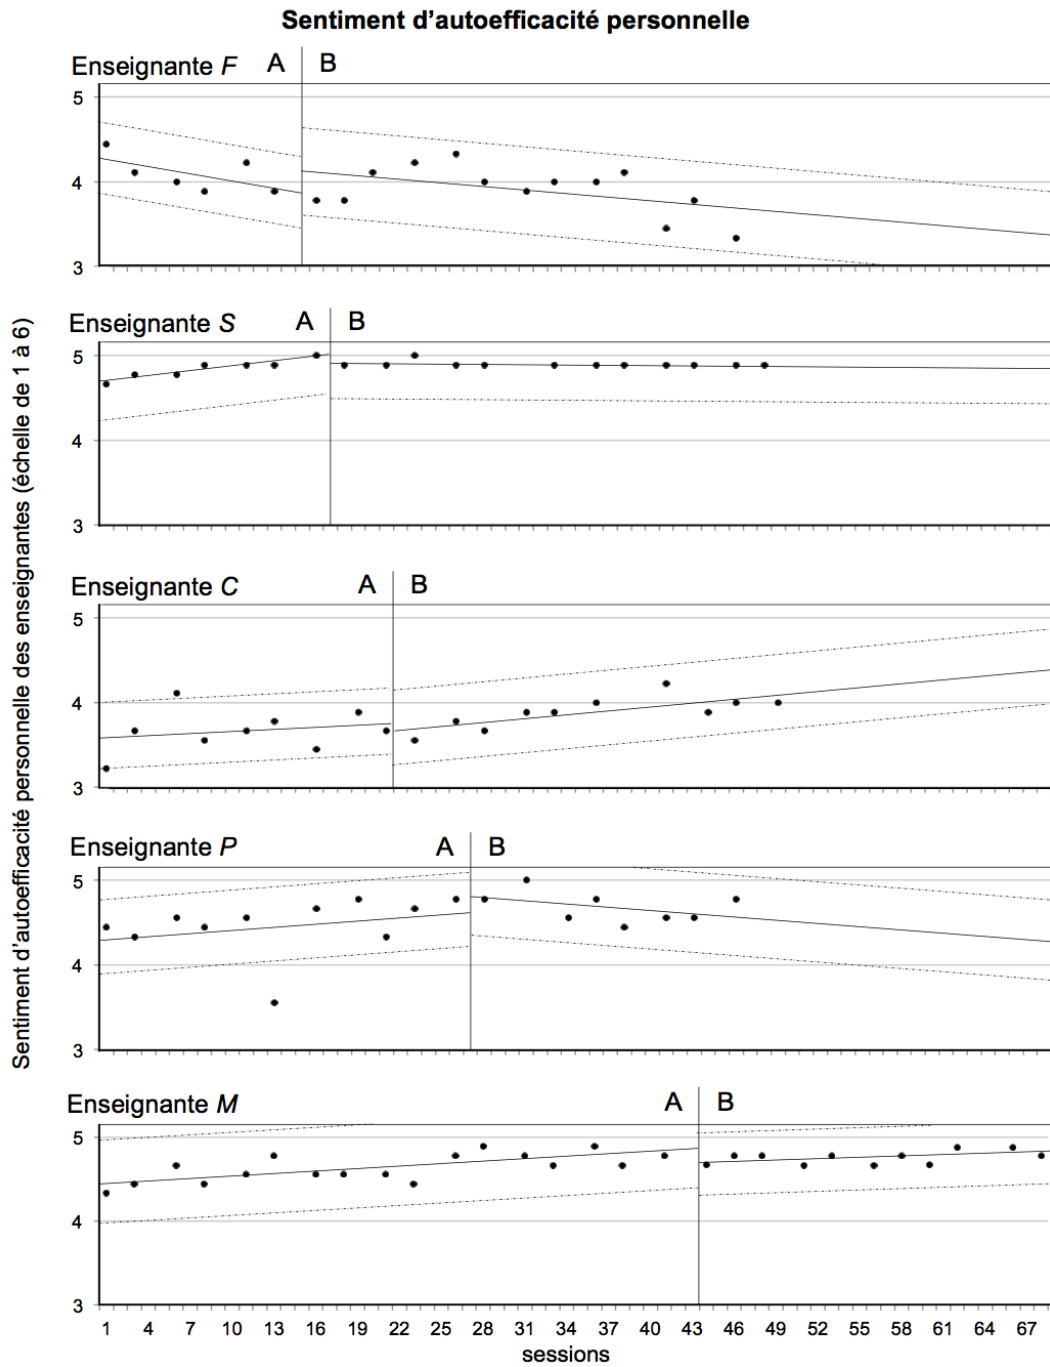 Sentiment d’autoefficacité personnelle
Enseignante F A B
5
4
3
Enseignante S A B
5
4
3
Enseignante C A B
5
4
3
Enseignante P A B
5
4
3
Enseignante M A B
5
4
3
1 4 7 10 13 16 19 22 25 28 31 34 37 40 43 46 49 52 55 58 61 64 67
sessions
Sentiment d’autoefficacité personnelle des enseignantes (échelle de 1 à 6)